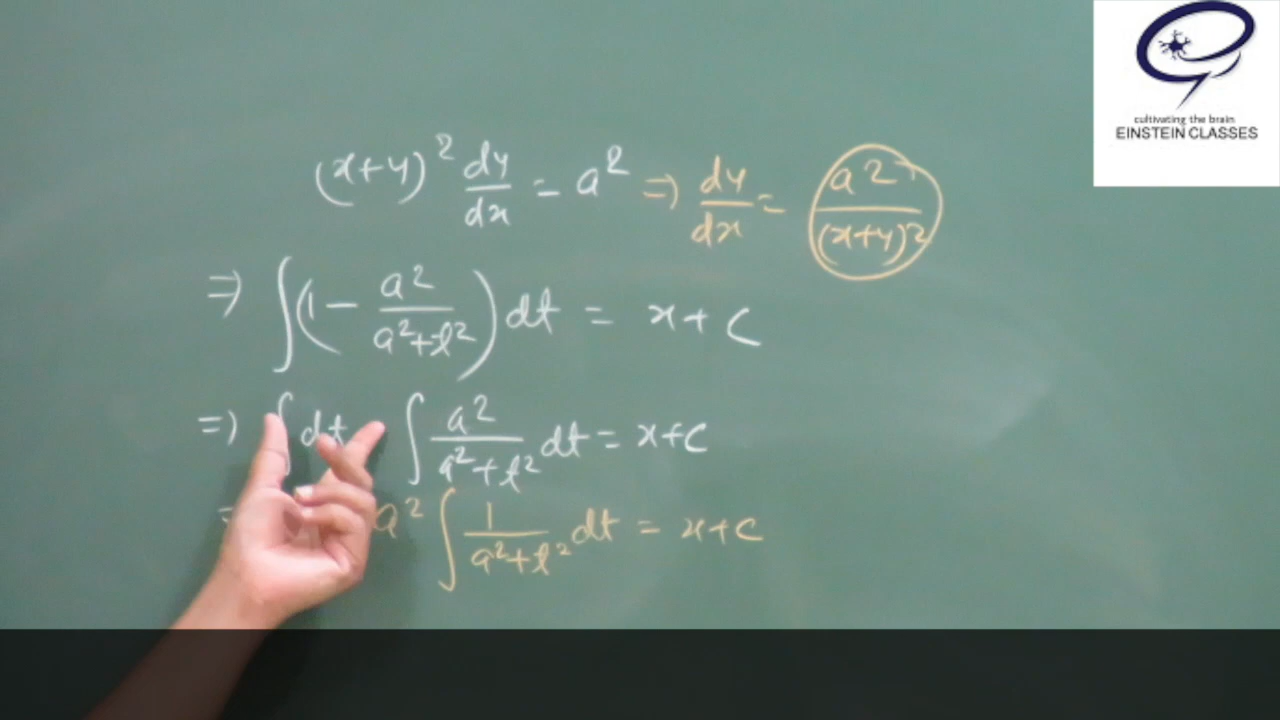 cultivating the brain
EINSTEIN CLASSES
(x+y)² dy/dx = a² ⇒ dy/dx = a²/(x+y)²
⇒ ∫(1 − a²/(a²+t²)) dt = x + c
⇒ ∫ dt ∫ a²/(a²+t²) dt = x+c
a² ∫ 1/(a²+t²) dt = x+c